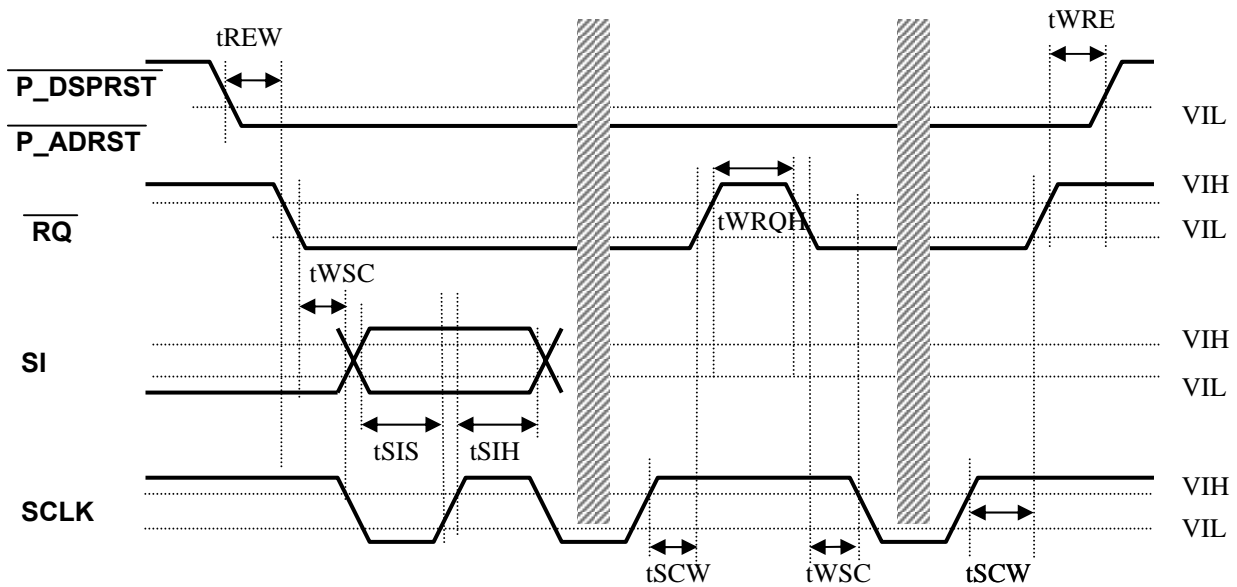 tREW
tWRE
P_DSPRST
VIL
P_ADRST
VIH
RQ
tWRQH
VIL
tWSC
VIH
SI
VIL
tSIS
tSIH
VIH
SCLK
VIL
tSCW
tWSC
tSCW